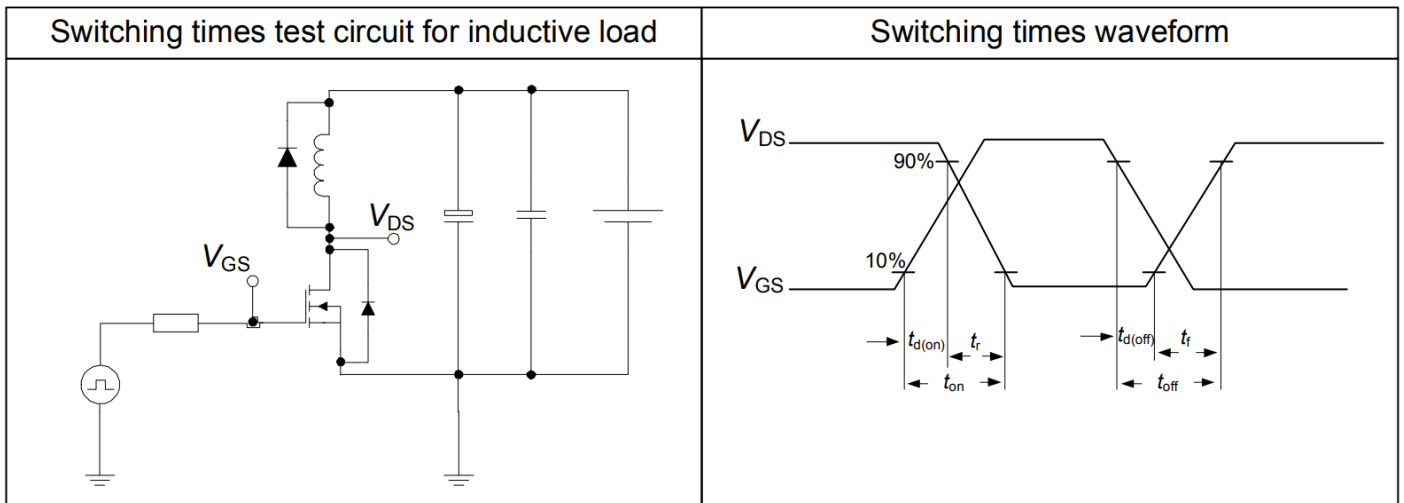 Switching times test circuit for inductive load
Switching times waveform
VDS
VGS
VDS
90%
10%
VGS
td(on)
tr
td(off)
tf
ton
toff